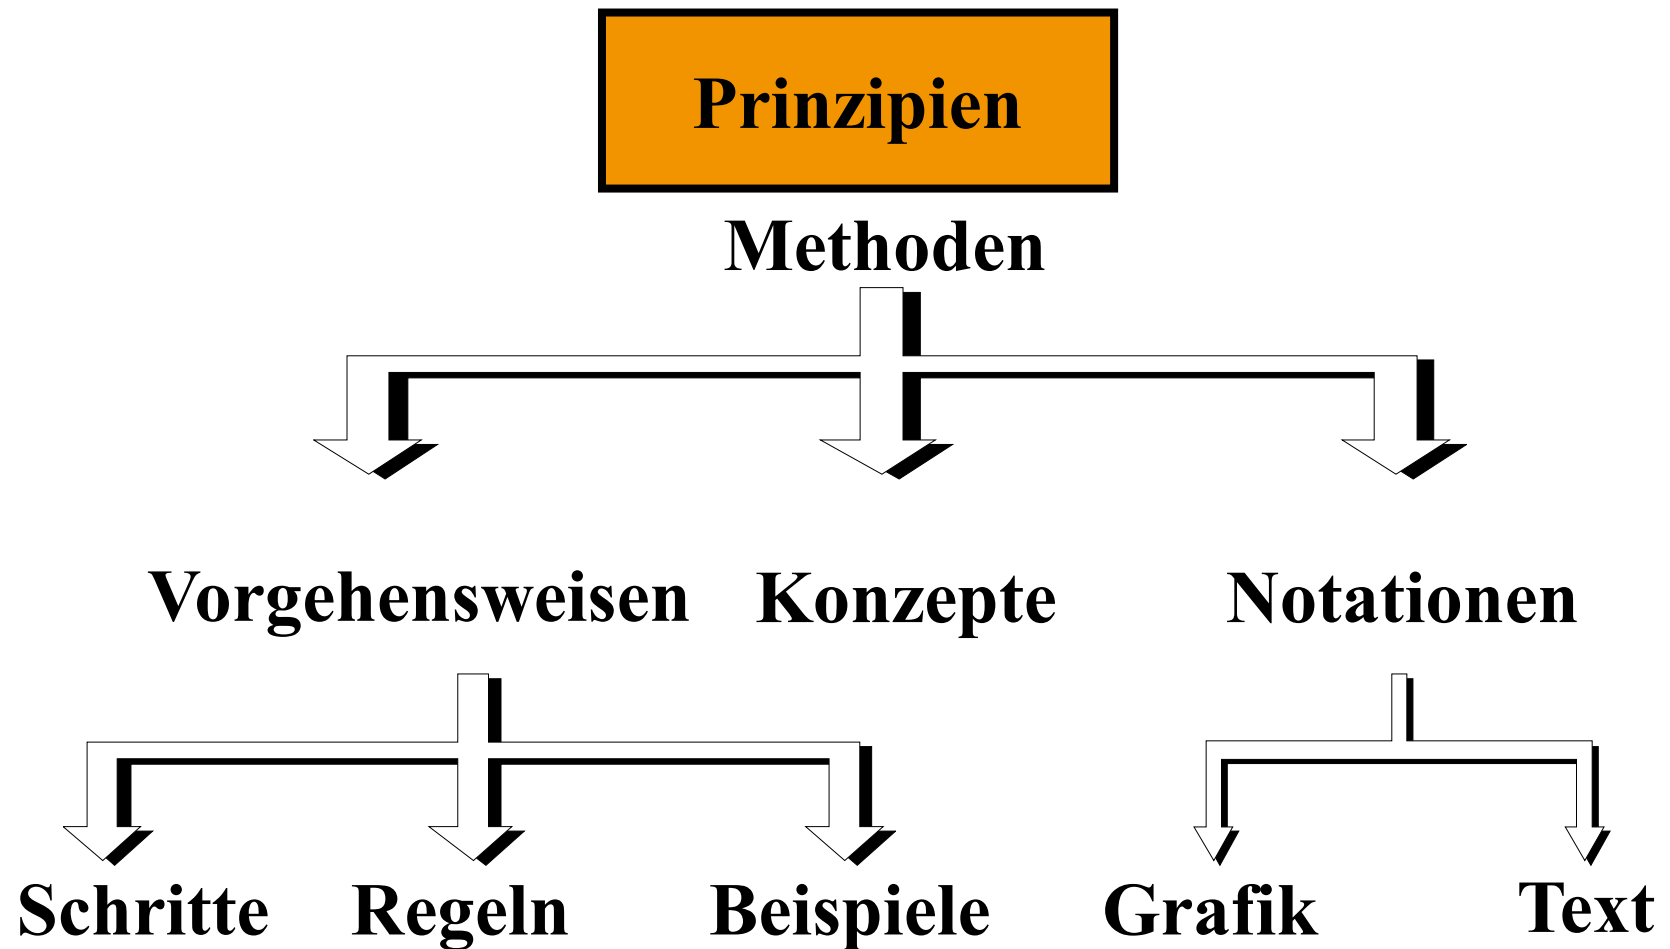 Prinzipien
Methoden
Vorgehensweisen Konzepte Notationen
Schritte Regeln Beispiele Grafik Text